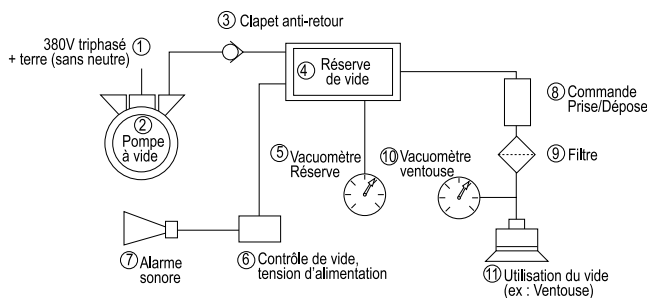 ③ Clapet anti-retour
380V triphasé ①
+ terre (sans neutre)
④ Réserve
de vide
② 
Pompe
à vide
⑧ Commande
Prise/Dépose
⑤ Vacuomètre
Réserve
⑩ Vacuomètre
ventouse
⑨ Filtre
⑦ Alarme
sonore
⑥ Contrôle de vide,
tension d'alimentation
⑪ Utilisation du vide
(ex : Ventouse)